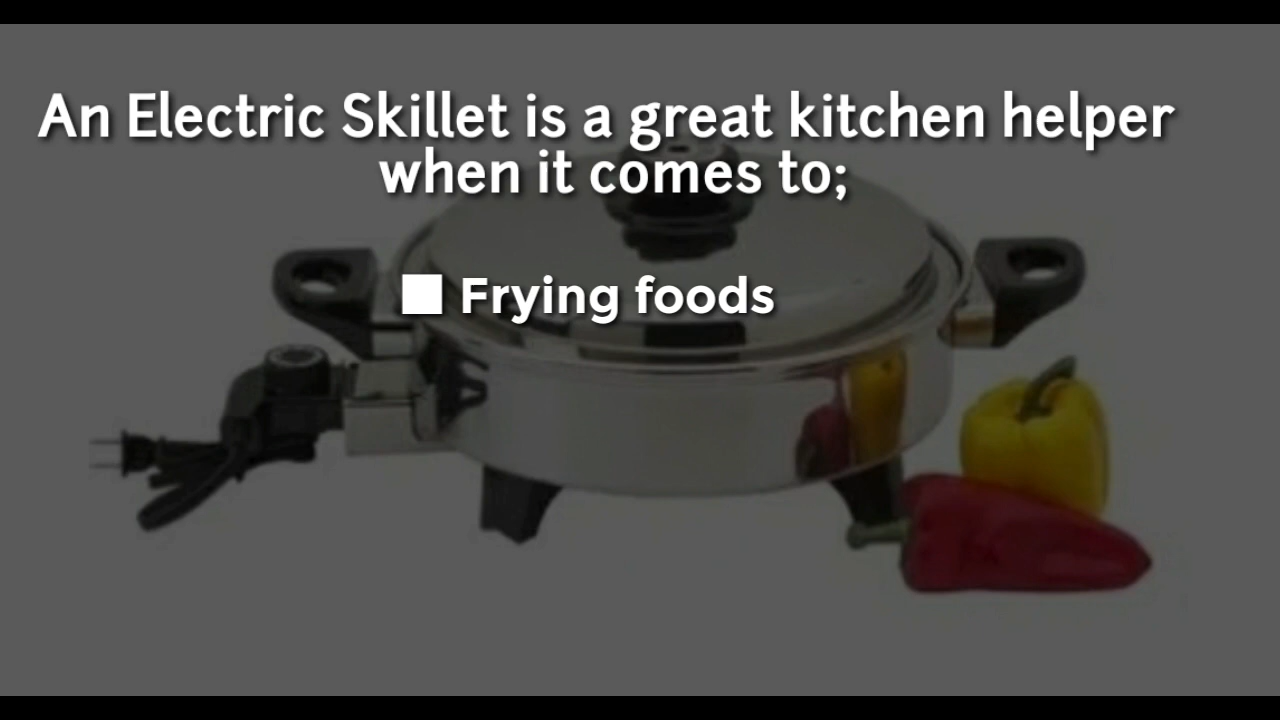 An Electric Skillet is a great kitchen helper
when it comes to;
■ Frying foods